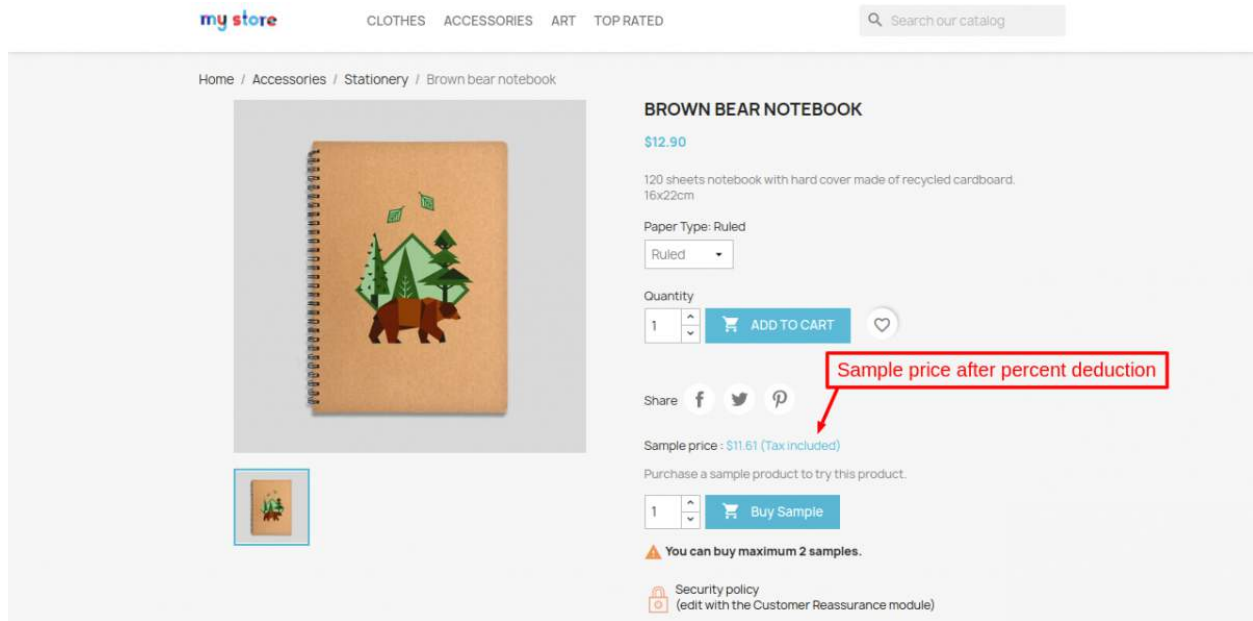 my store
CLOTHES ACCESSORIES ART TOP RATED
Search our catalog
Home / Accessories / Stationery / Brown bear notebook
BROWN BEAR NOTEBOOK
$12.90
120 sheets notebook with hard cover made of recycled cardboard.
16x22cm
Paper Type: Ruled
Ruled
Quantity
1
ADD TO CART
Sample price after percent deduction
Share
Sample price : $11.61 (Tax included)
Purchase a sample product to try this product.
1
Buy Sample
You can buy maximum 2 samples.
Security policy
(edit with the Customer Reassurance module)